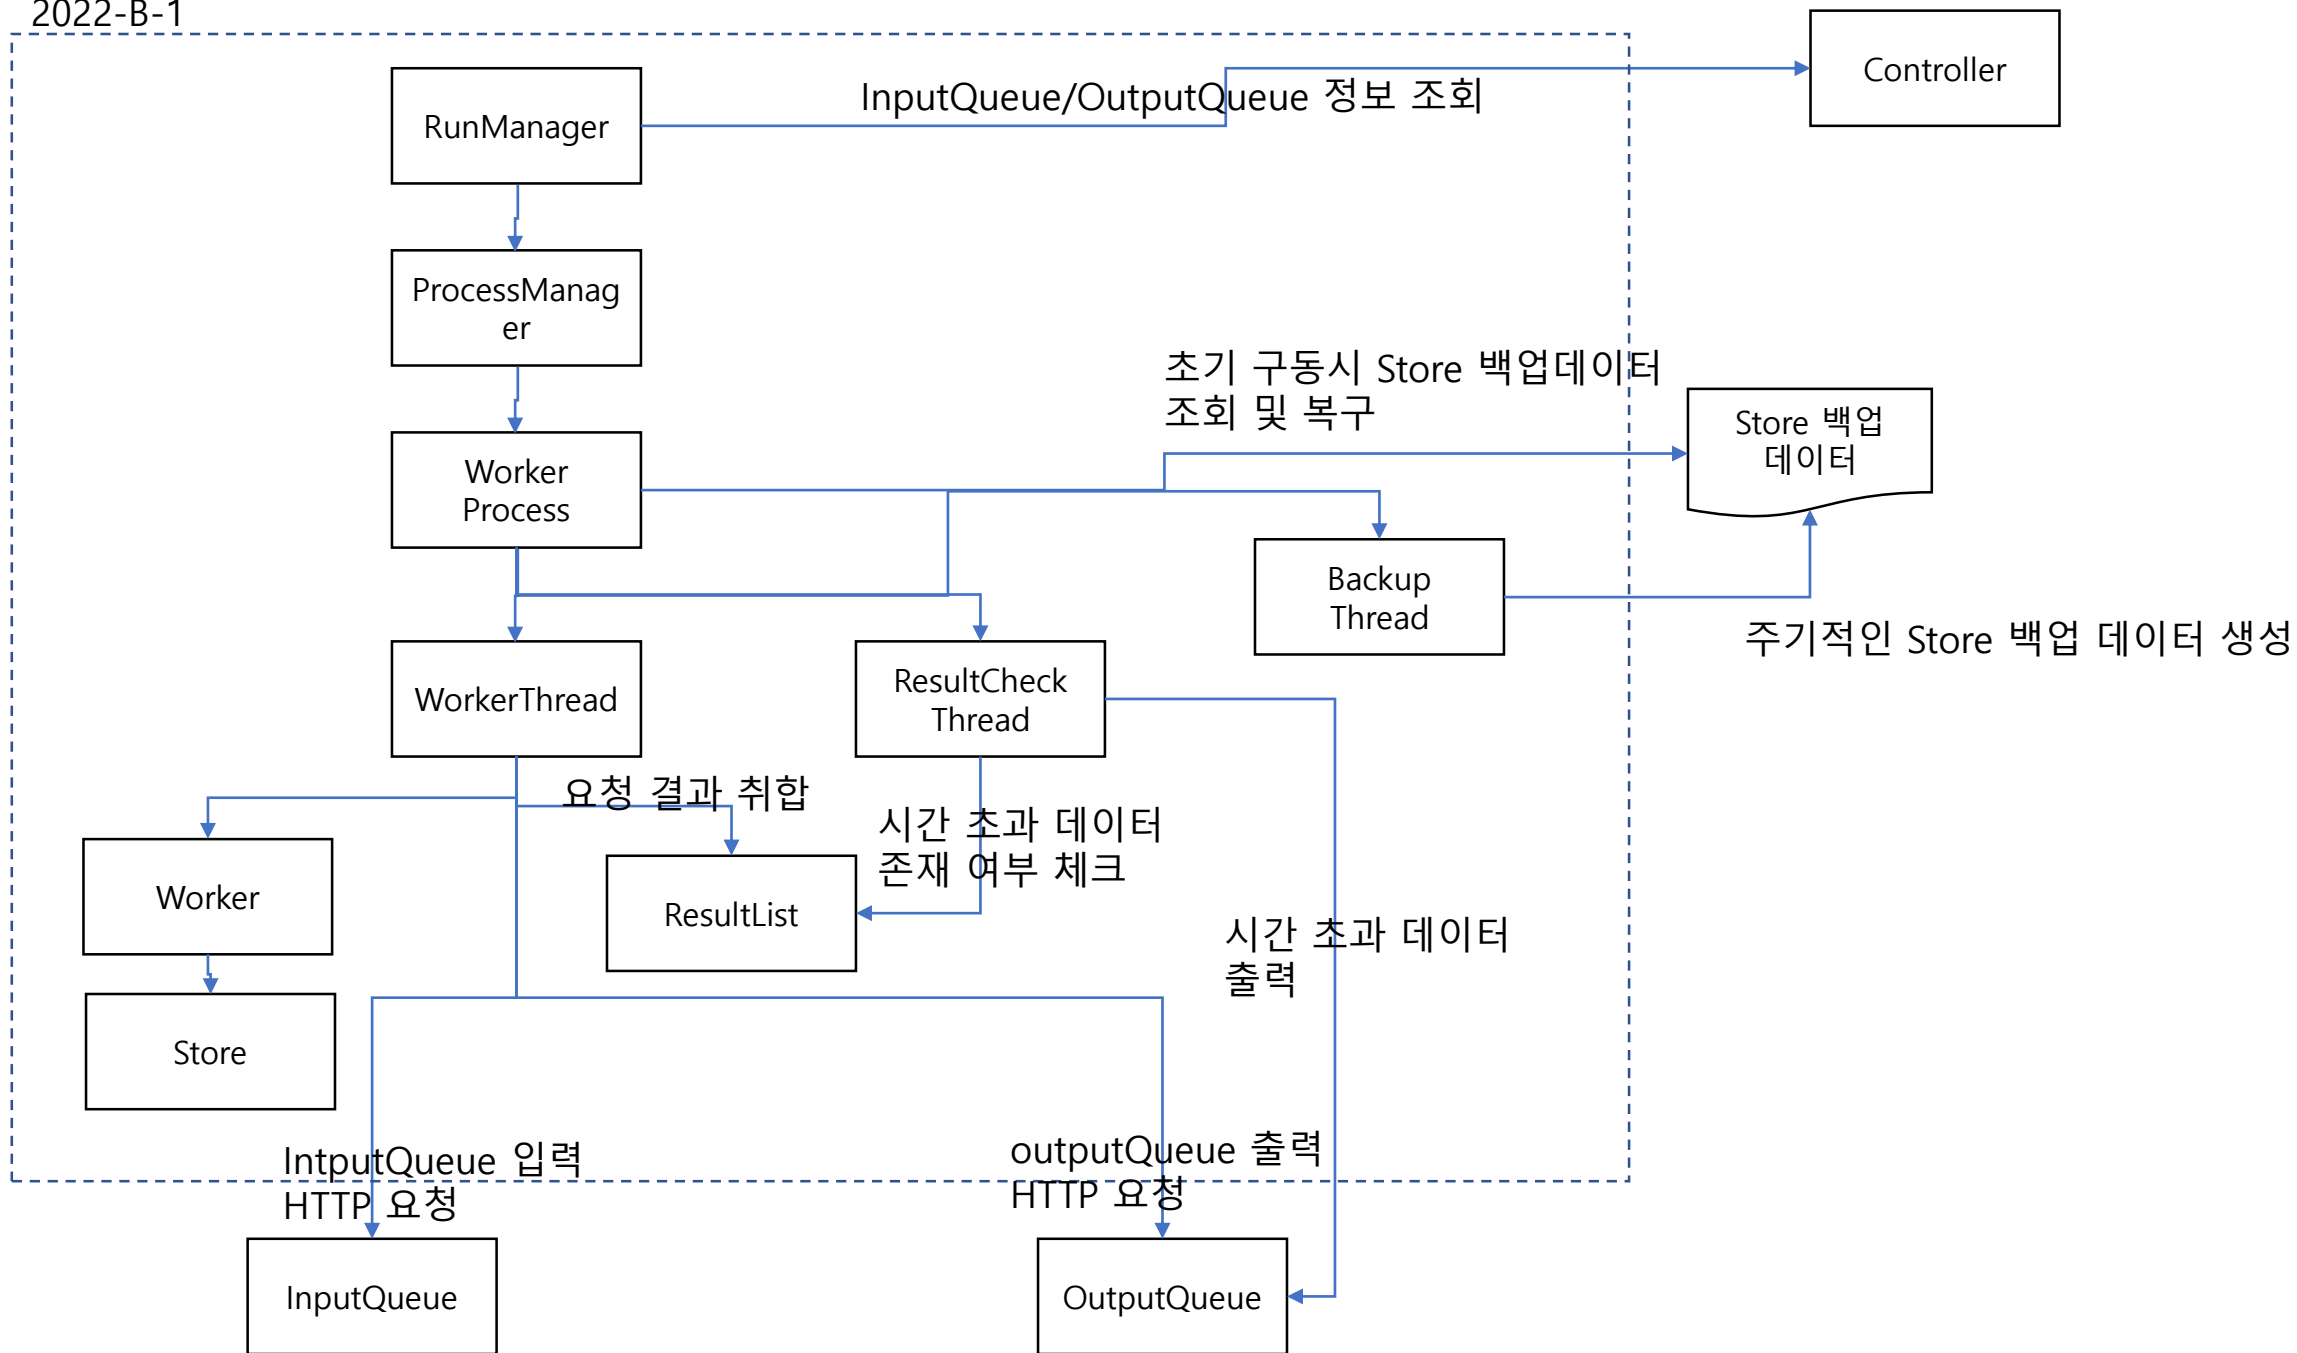 2022-B-1
Controller
InputQueue/OutputQueue 정보 조회
RunManager
ProcessManag
er
초기 구동시 Store 백업데이터
조회 및 복구
Store 백업
데이터
Worker
Process
Backup
Thread
주기적인 Store 백업 데이터 생성
WorkerThread
ResultCheck
Thread
요청 결과 취합
시간 초과 데이터
존재 여부 체크
Worker
ResultList
시간 초과 데이터
출력
Store
IntputQueue 입력
HTTP 요청
outputQueue 출력
HTTP 요청
InputQueue
OutputQueue